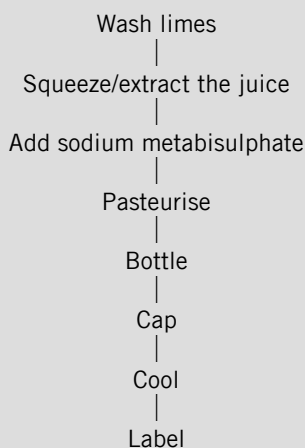 Wash limes
Squeeze/extract the juice
Add sodium metabisulphate
Pasteurise
Bottle
Cap
Cool
Label